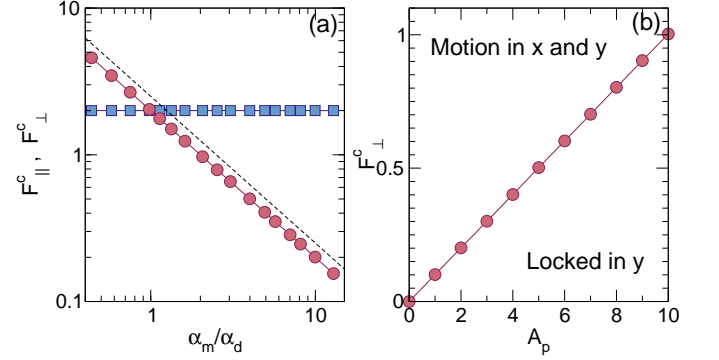 (a)
10
1
0.1
F^c_||, F^c_⊥
1
10
α_m/α_d
(b)
Motion in x and y
Locked in y
1
0.5
0
F^c_⊥
0 2 4 6 8 10
A_p